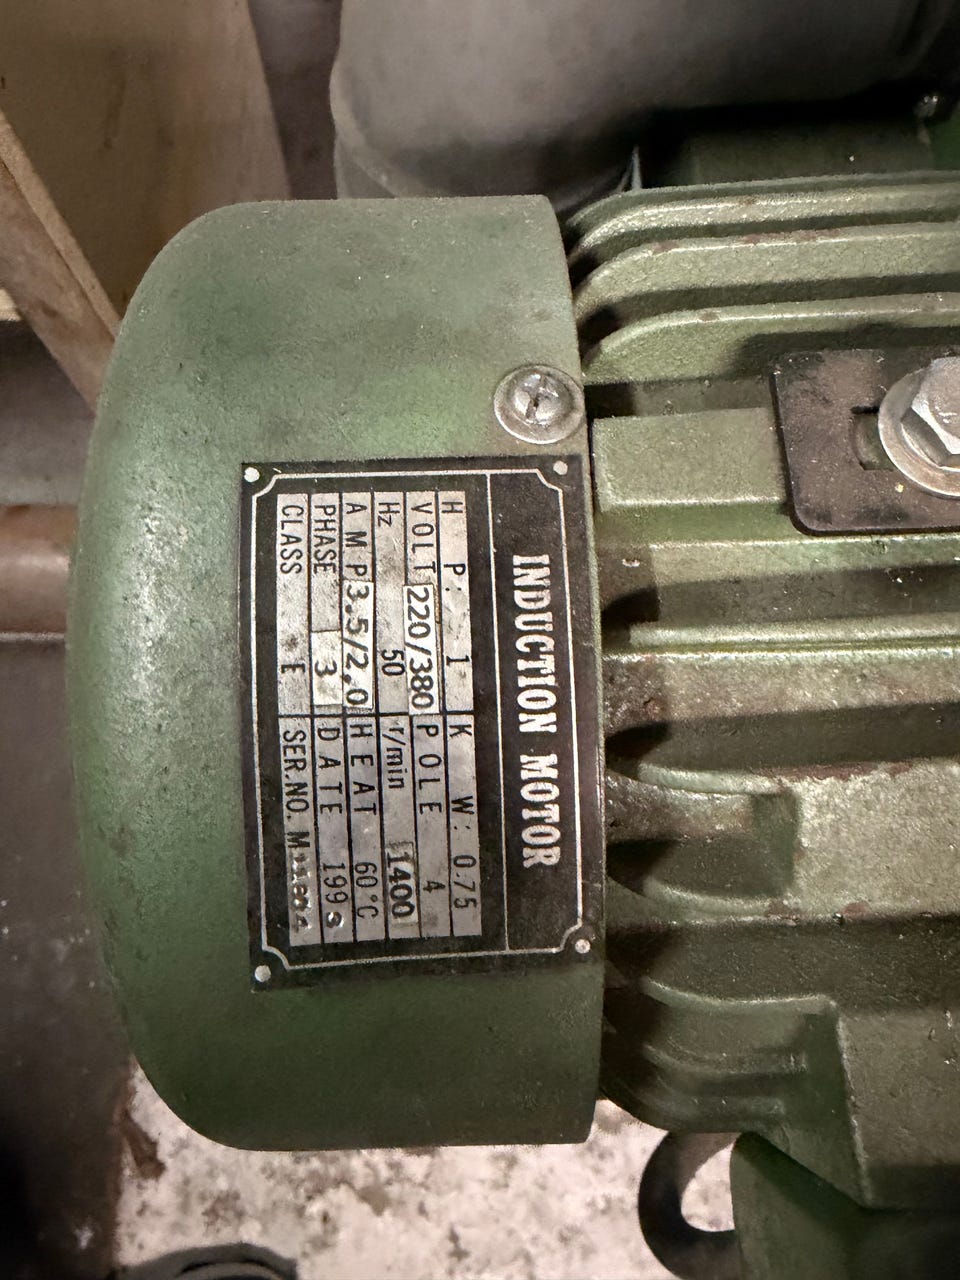 INDUCTION MOTOR
H P: 1 K W: 0.75
VOLT 220/380 POLE 4
Hz 50 r/min 1400
AMP 3.5/2.0 HEAT 60°C
PHASE 3 DATE 199
CLASS E SER.NO.